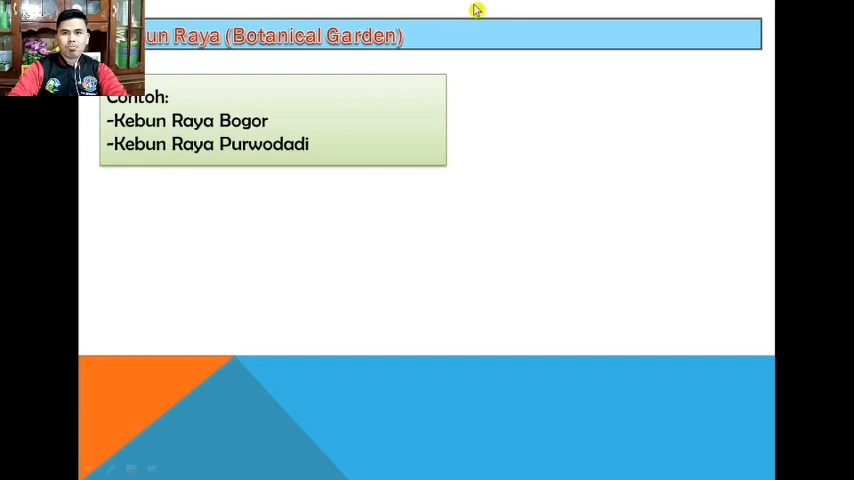 un Raya (Botanical Garden)
Contoh:
-Kebun Raya Bogor
-Kebun Raya Purwodadi